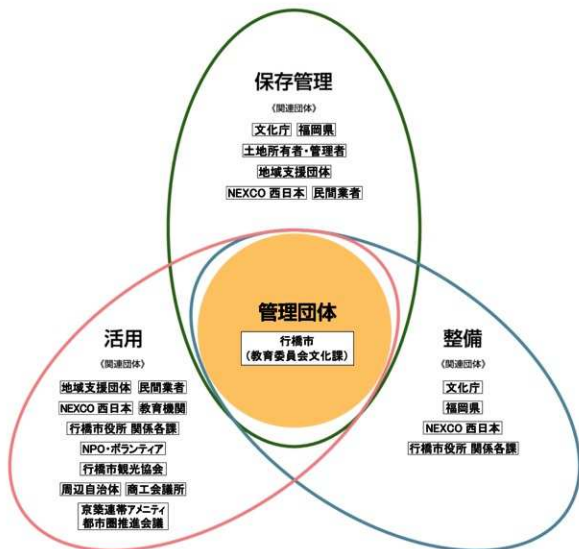 保存管理
《関連団体》
文化庁 福岡県
土地所有者・管理者
地域支援団体
NEXCO 西日本 民間業者
管理団体
行橋市
(教育委員会文化課)
活用
《関連団体》
地域支援団体 民間業者
NEXCO 西日本 教育機関
行橋市役所 関係各課
NPO・ボランティア
行橋市観光協会
周辺自治体 商工会議所
京築連帯アメニティ
都市圏推進会議
整備
《関連団体》
文化庁
福岡県
NEXCO 西日本
行橋市役所 関係各課